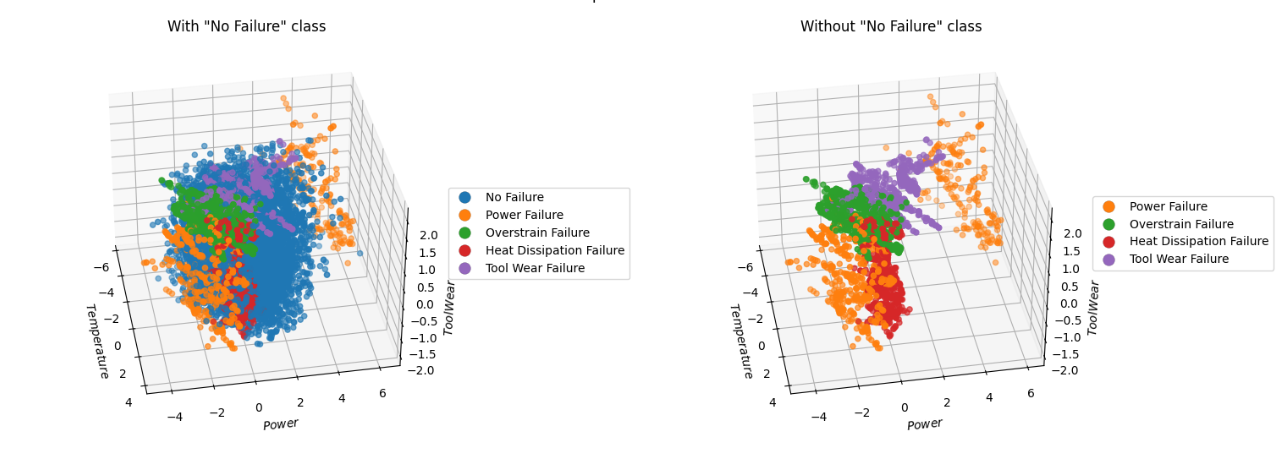 With "No Failure" class
No Failure
Power Failure
Overstrain Failure
Heat Dissipation Failure
Tool Wear Failure
2.0
1.5
1.0
0.5
0.0
−0.5
−1.0
−1.5
−2.0
ToolWear
−6
−4
−2
0
2
4
Temperature
−4
−2
0
2
4
6
Power
Without "No Failure" class
Power Failure
Overstrain Failure
Heat Dissipation Failure
Tool Wear Failure
2.0
1.5
1.0
0.5
0.0
−0.5
−1.0
−1.5
−2.0
ToolWear
−6
−4
−2
0
2
4
Temperature
−4
−2
0
2
4
6
Power